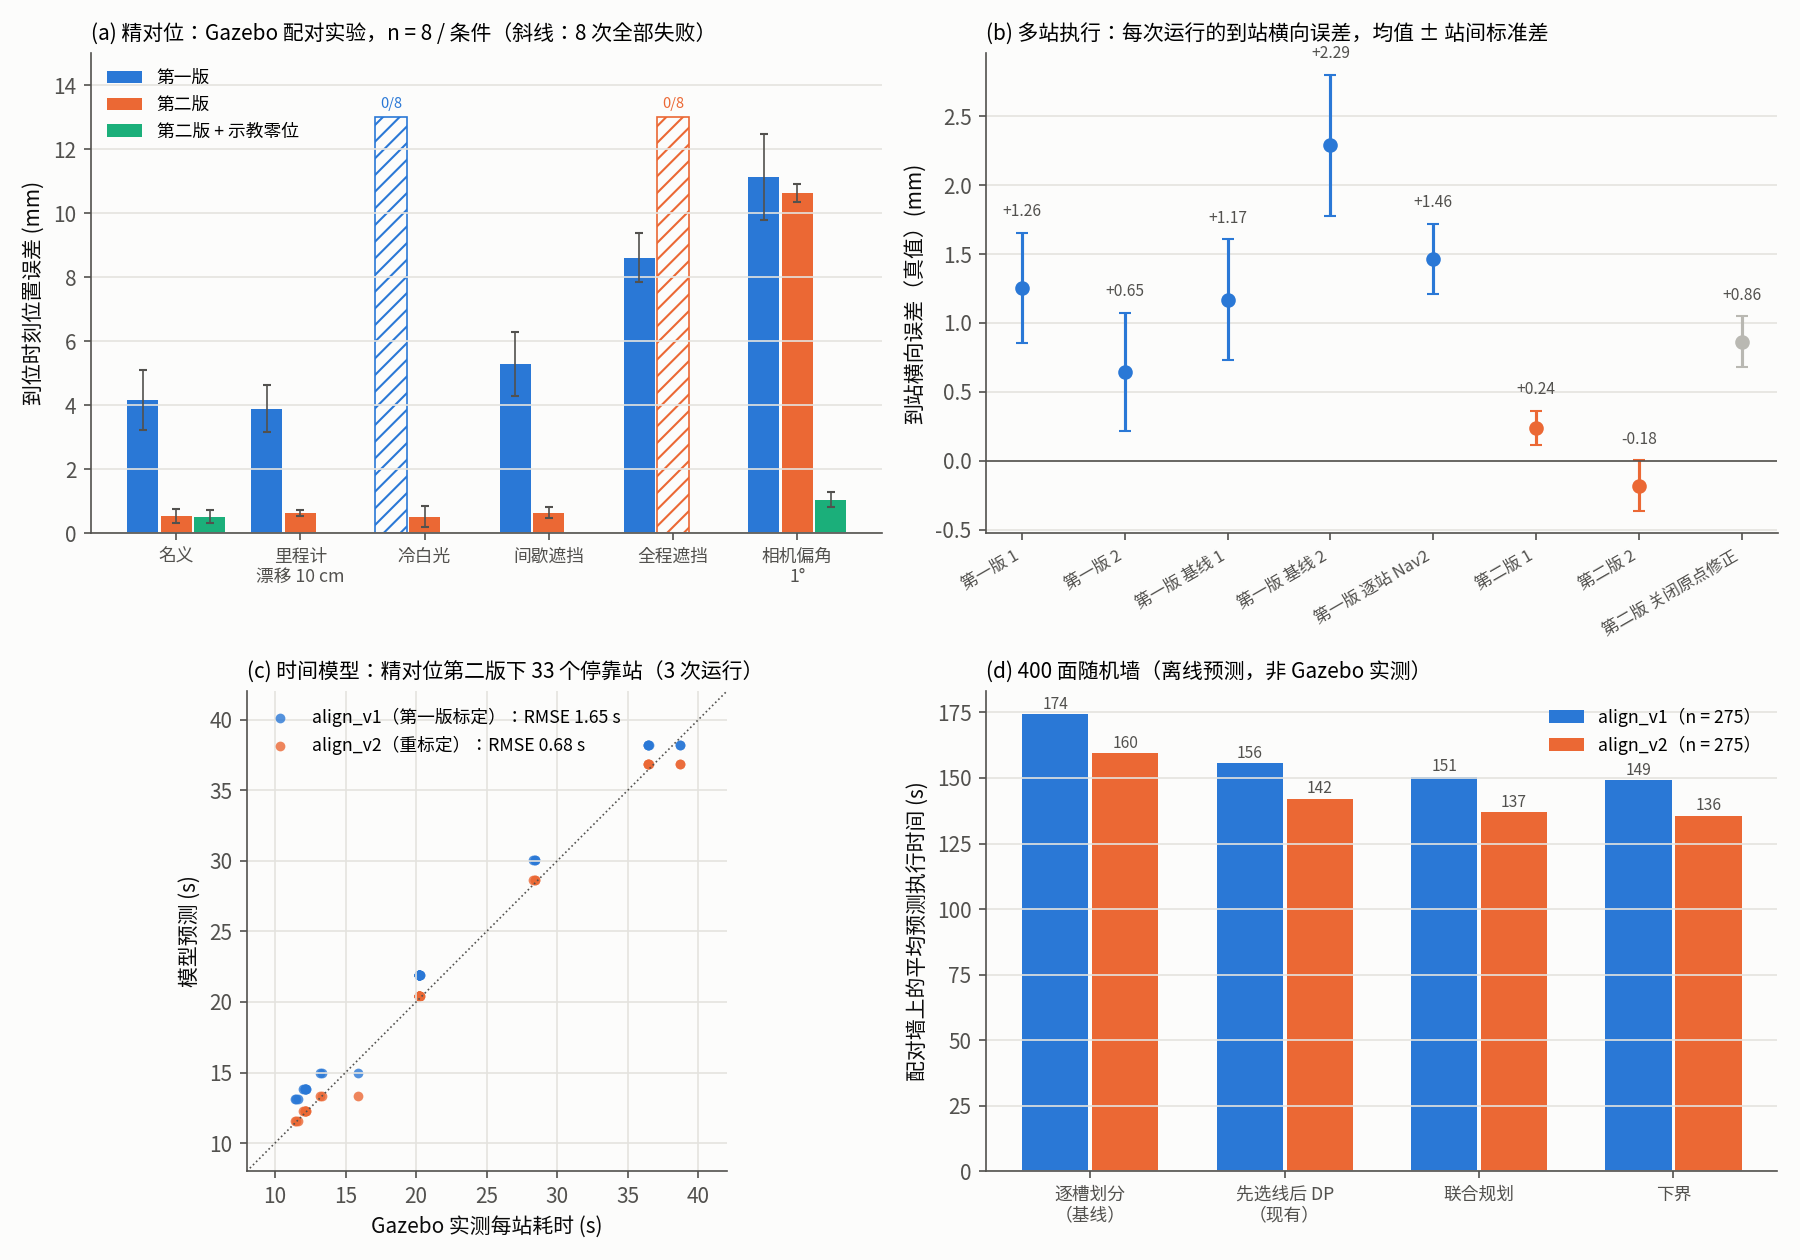 (a) 精对位：Gazebo 配对实验，n = 8 / 条件（斜线：8 次全部失败）
第一版
第二版
第二版 + 示教零位
0/8
0/8
到位时刻位置误差 (mm)
14
12
10
8
6
4
2
0
名义
里程计
漂移 10 cm
冷白光
间歇遮挡
全程遮挡
相机偏角
1°
(b) 多站执行：每次运行的到站横向误差，均值 ± 站间标准差
到站横向误差（真值）(mm)
2.5
2.0
1.5
1.0
0.5
0.0
-0.5
+1.26
+0.65
+1.17
+2.29
+1.46
+0.24
-0.18
+0.86
第一版 1
第一版 2
第一版 基线 1
第一版 基线 2
第一版 逐站 Nav2
第二版 1
第二版 2
第二版 关闭原点修正
(c) 时间模型：精对位第二版下 33 个停靠站（3 次运行）
align_v1（第一版标定）：RMSE 1.65 s
align_v2（重标定）：RMSE 0.68 s
模型预测 (s)
40
35
30
25
20
15
10
10
15
20
25
30
35
40
Gazebo 实测每站耗时 (s)
(d) 400 面随机墙（离线预测，非 Gazebo 实测）
align_v1（n = 275）
align_v2（n = 275）
配对墙上的平均预测执行时间 (s)
175
150
125
100
75
50
25
0
174
160
156
142
151
137
149
136
逐槽划分
（基线）
先选线后 DP
（现有）
联合规划
下界